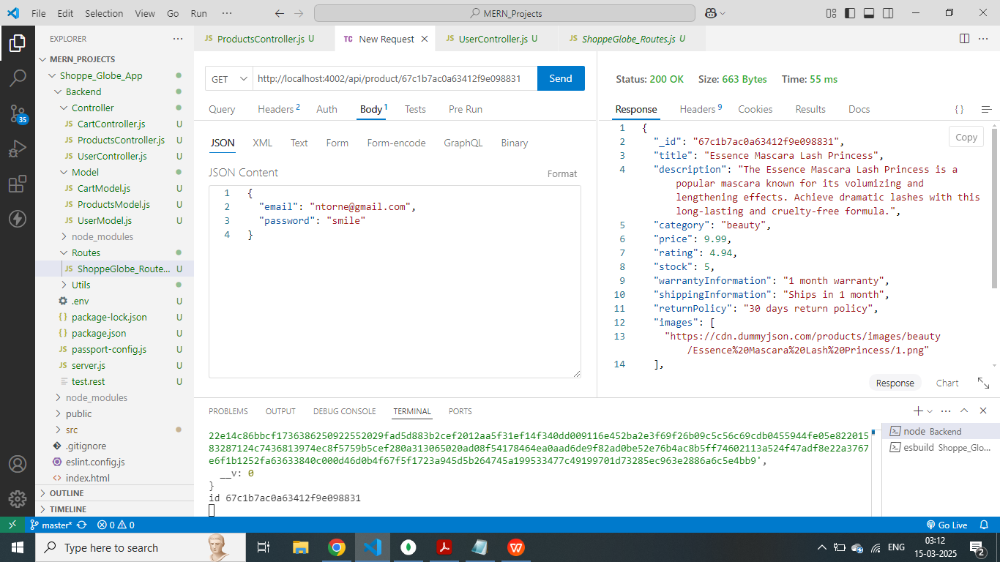 File Edit Selection View Go Run ··· MERN_Projects
EXPLORER ···
MERN_PROJECTS
Shoppe_Globe_App
Backend
Controller
JS CartController.js U
JS ProductsController.js U
JS UserController.js U
Model
JS CartModel.js U
JS ProductsModel.js U
JS UserModel.js U
node_modules
Routes
JS ShoppeGlobe_Route... U
Utils
.env U
{} package-lock.json U
{} package.json U
JS passport-config.js U
JS server.js U
test.rest U
node_modules
public
src
.gitignore
eslint.config.js
<> index.html
OUTLINE
TIMELINE
35
JS ProductsController.js U TC New Request JS UserController.js U JS ShoppeGlobe_Routes.js U ···
GET http://localhost:4002/api/product/67c1b7ac0a63412f9e098831 Send
Query Headers 2 Auth Body 1 Tests Pre Run
JSON XML Text Form Form-encode GraphQL Binary
JSON Content Format
1 {
2 "email": "ntorne@gmail.com",
3 "password": "smile"
4 }
Status: 200 OK Size: 663 Bytes Time: 55 ms
Response Headers 9 Cookies Results Docs {}
Copy
1 {
2 "_id": "67c1b7ac0a63412f9e098831",
3 "title": "Essence Mascara Lash Princess",
4 "description": "The Essence Mascara Lash Princess is a
popular mascara known for its volumizing and
lengthening effects. Achieve dramatic lashes with this
long-lasting and cruelty-free formula.",
5 "category": "beauty",
6 "price": 9.99,
7 "rating": 4.94,
8 "stock": 5,
9 "warrantyInformation": "1 month warranty",
10 "shippingInformation": "Ships in 1 month",
11 "returnPolicy": "30 days return policy",
12 "images": [
13 "https://cdn.dummyjson.com/products/images/beauty
/Essence%20Mascara%20Lash%20Princess/1.png"
14 ],
Response Chart
PROBLEMS OUTPUT DEBUG CONSOLE TERMINAL PORTS
22e14c86bbcf1736386250922552029fad5d883b2cef2012aa5f31ef14f340dd009116e452ba2e3f69f26b09c5c56c69cdb0455944fe05e822015
83287124c7436813974ec8f5759b5cef280a313065020ad08f54178464ea0aad6de9f82ad0be52e76b4ac8b5ff74602113a524f47adf8e22a3767
e6f1b1252fa63633840c000d46d0b4f67f5f1723a945d5b264745a199533477c49199701d73285ec963e2886a6c5e4bb9',
__v: 0
}
id 67c1b7ac0a63412f9e098831
node Backend
esbuild Shoppe_Glo...
master* 0 0 Go Live
Type here to search
ENG
03:12
15-03-2025
2